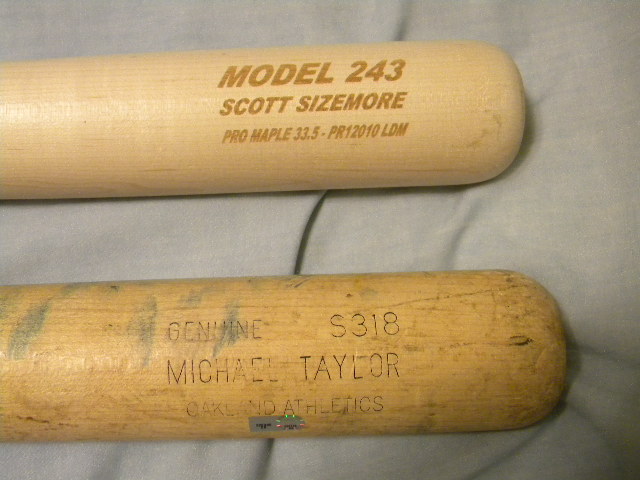 MODEL 243
SCOTT SIZEMORE
PRO MAPLE 33.5 - PR12010 LDM
GENUINE S318
MICHAEL TAYLOR
OAKLAND ATHLETICS